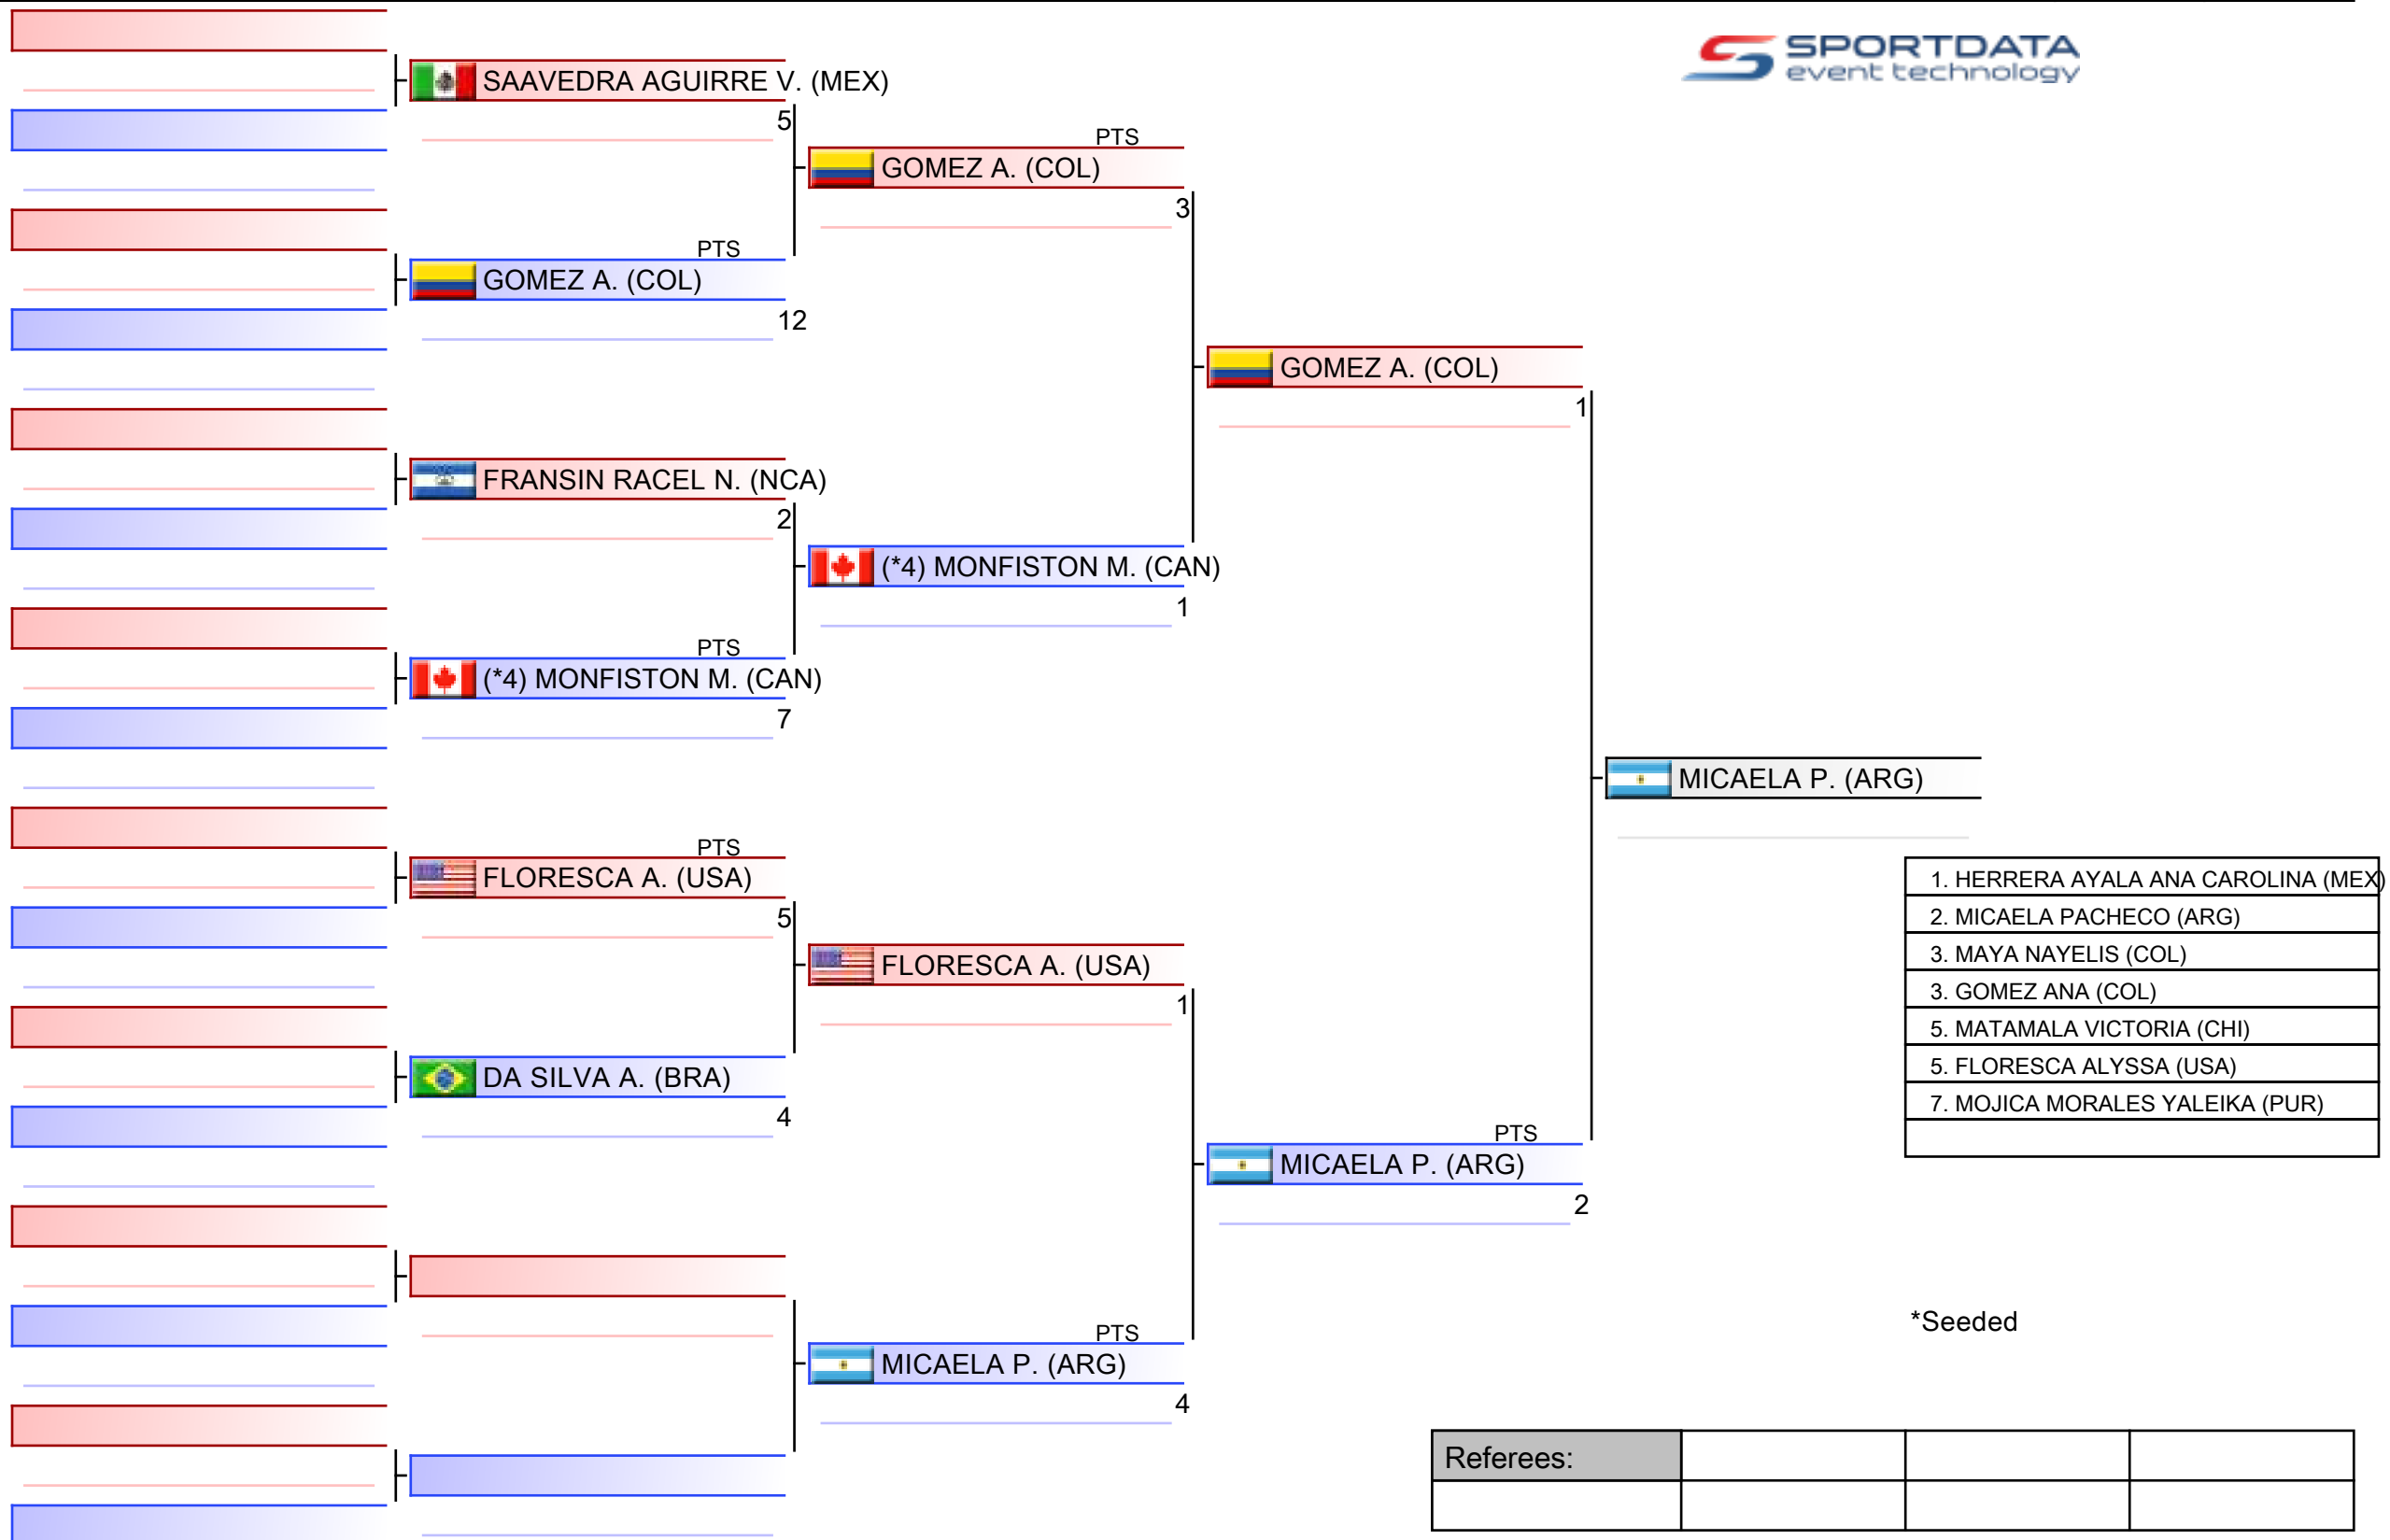 SPORTDATA
event technology
SAAVEDRA AGUIRRE V. (MEX)
5
PTS
GOMEZ A. (COL)
3
PTS
GOMEZ A. (COL)
12
GOMEZ A. (COL)
1
FRANSIN RACEL N. (NCA)
2
(*4) MONFISTON M. (CAN)
1
PTS
(*4) MONFISTON M. (CAN)
7
MICAELA P. (ARG)
PTS
FLORESCA A. (USA)
5
FLORESCA A. (USA)
1
DA SILVA A. (BRA)
4
PTS
MICAELA P. (ARG)
2
PTS
MICAELA P. (ARG)
4
1. HERRERA AYALA ANA CAROLINA (MEX)
2. MICAELA PACHECO (ARG)
3. MAYA NAYELIS (COL)
3. GOMEZ ANA (COL)
5. MATAMALA VICTORIA (CHI)
5. FLORESCA ALYSSA (USA)
7. MOJICA MORALES YALEIKA (PUR)
*Seeded
Referees: